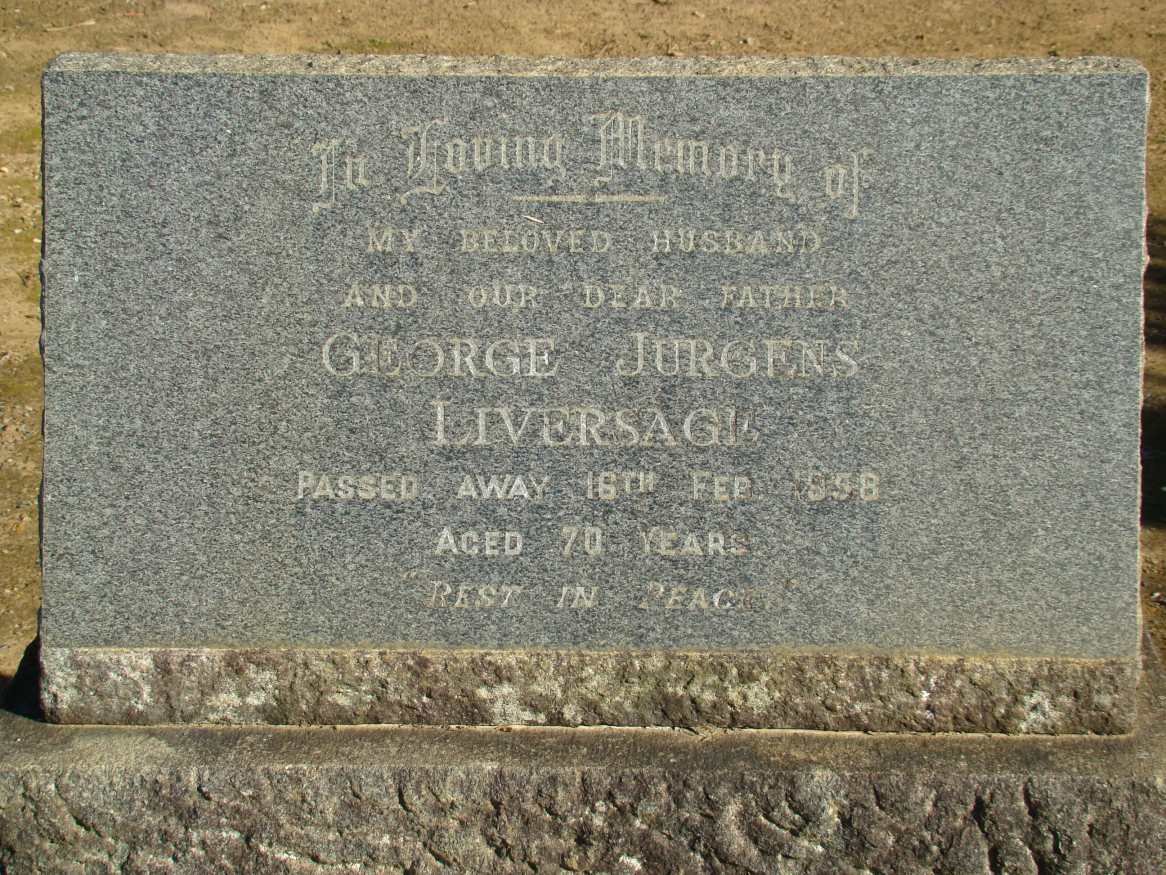 In Loving Memory of
MY BELOVED HUSBAND
AND OUR DEAR FATHER
GEORGE JURGENS
LIVERSAGE
PASSED AWAY 16TH FEB. 1958
AGED 70 YEARS
"REST IN PEACE"